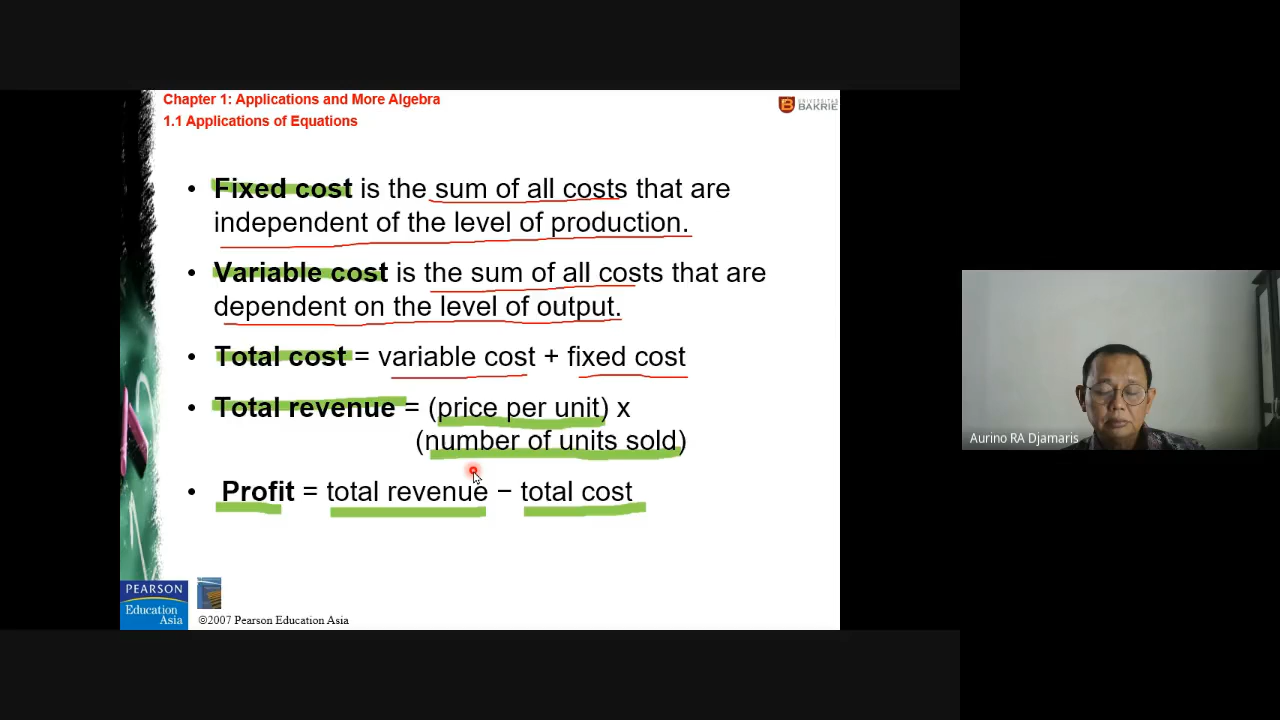 Chapter 1: Applications and More Algebra
1.1 Applications of Equations
UNIVERSITAS
BAKRIE
• Fixed cost is the sum of all costs that are
independent of the level of production.
• Variable cost is the sum of all costs that are
dependent on the level of output.
• Total cost = variable cost + fixed cost
• Total revenue = (price per unit) x
(number of units sold)
• Profit = total revenue − total cost
PEARSON
Education
Asia
©2007 Pearson Education Asia
Aurino RA Djamaris